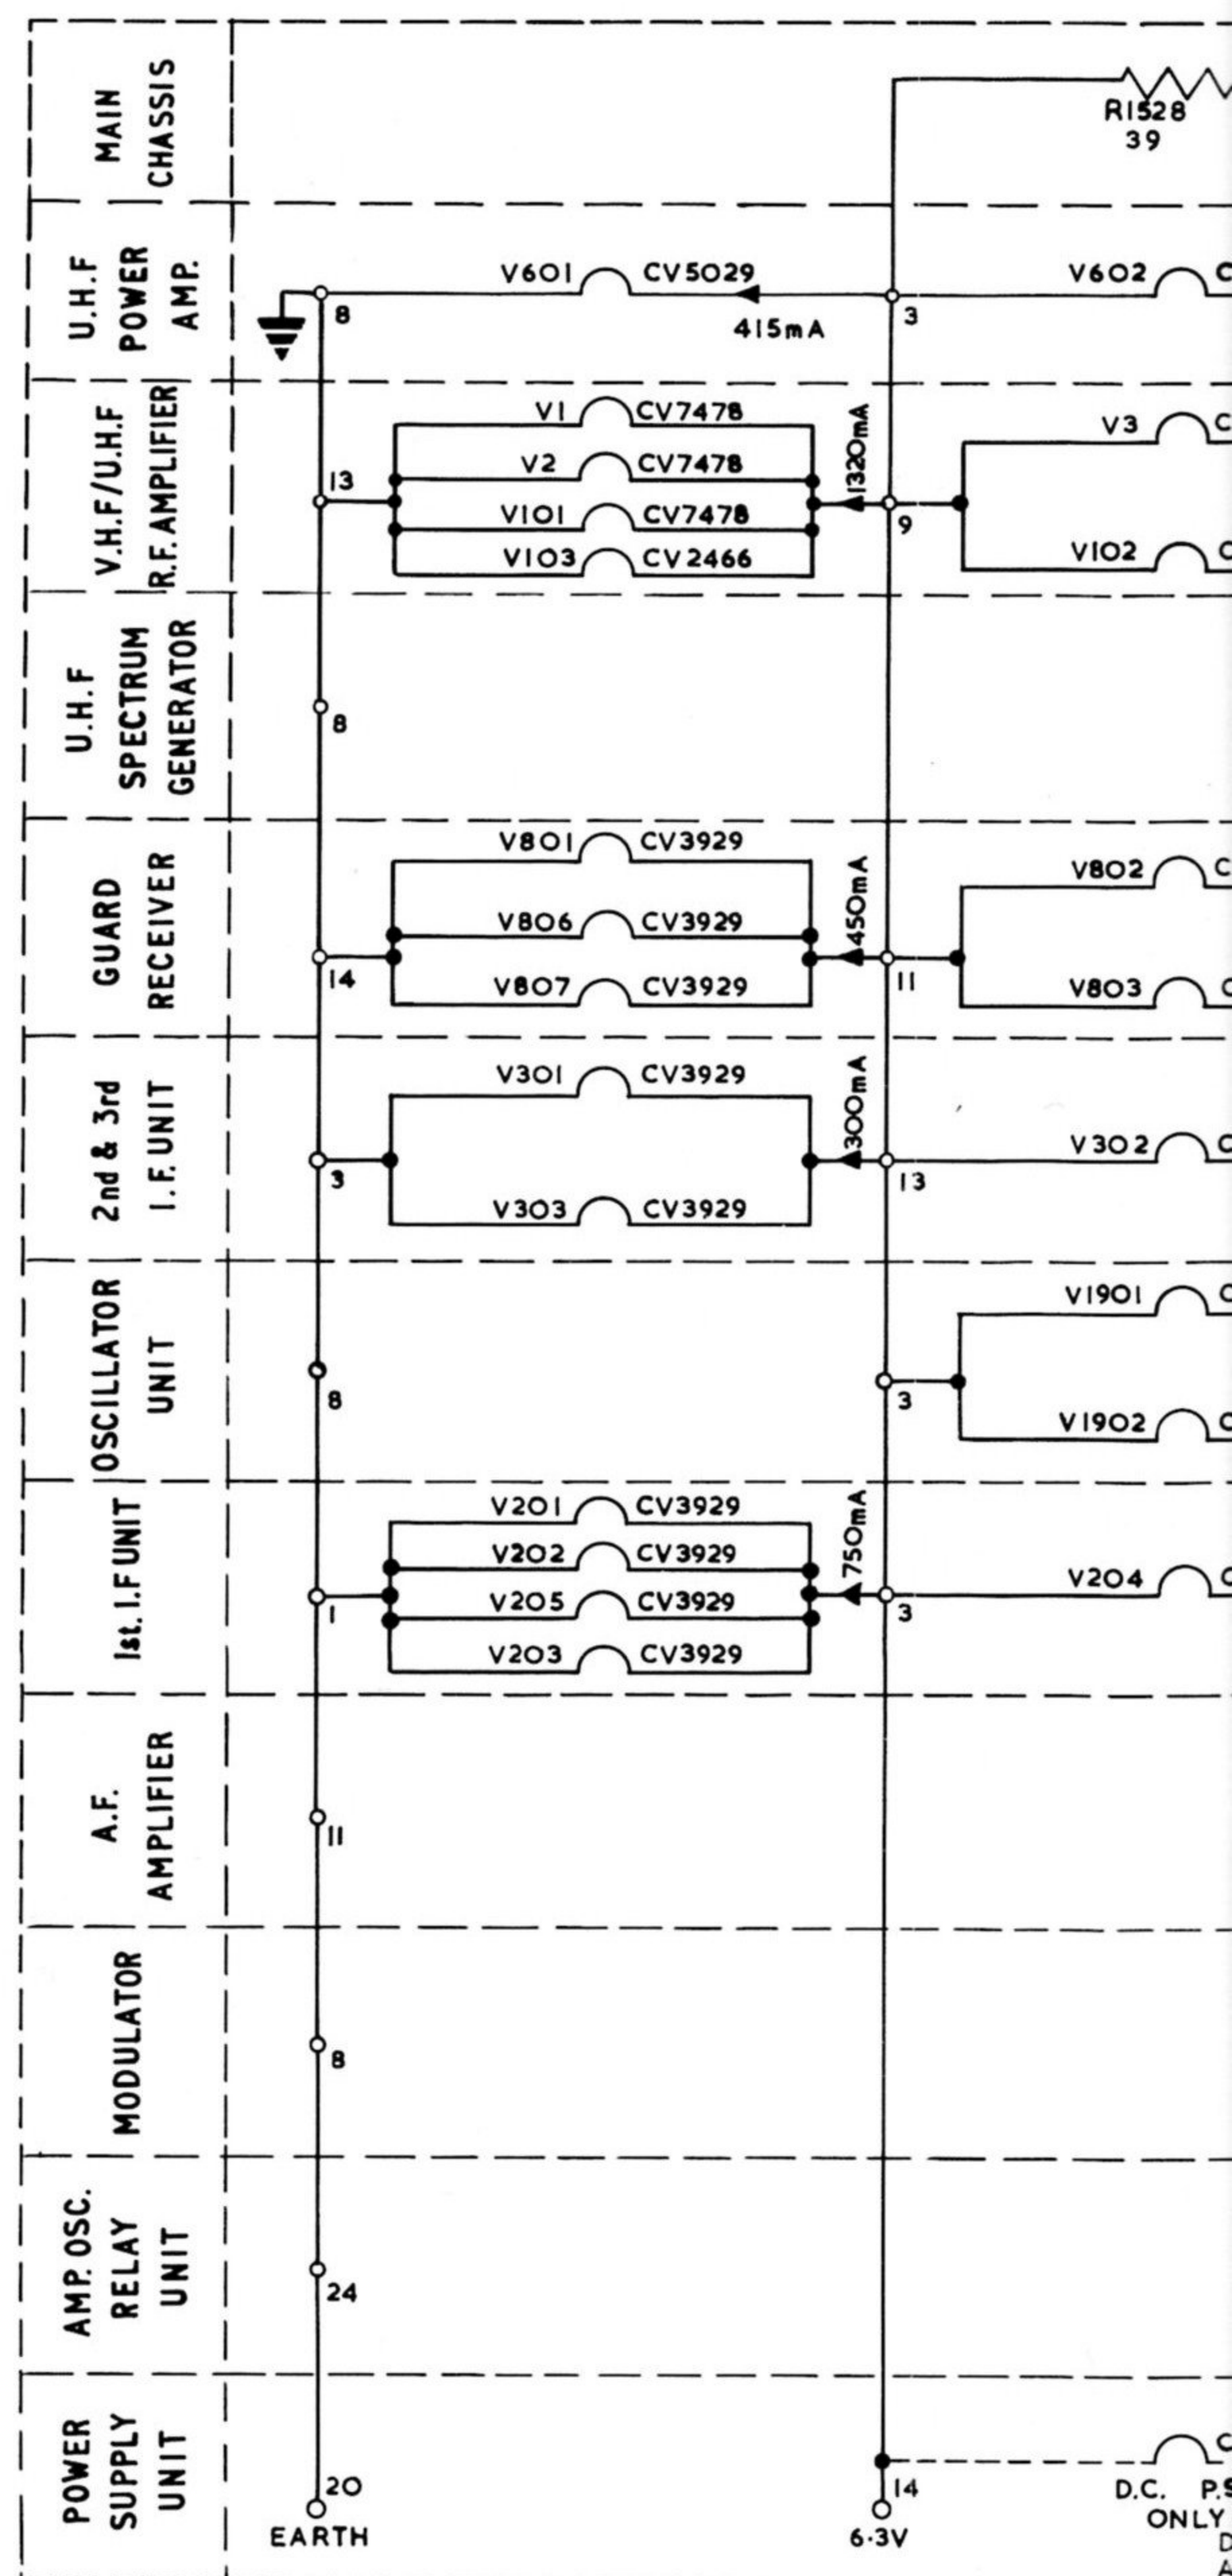 MAIN
CHASSIS
R1528
39
U.H.F
POWER
AMP.
V601 CV5029
V602
8
415mA
3
V.H.F/U.H.F
R.F. AMPLIFIER
V1 CV7478
V2 CV7478
V101 CV7478
V103 CV2466
13
1320mA
9
V3
V102
U.H.F
SPECTRUM
GENERATOR
8
GUARD
RECEIVER
V801 CV3929
V806 CV3929
V807 CV3929
14
450mA
11
V802
V803
2nd & 3rd
I.F. UNIT
V301 CV3929
V303 CV3929
3
300mA
13
V302
OSCILLATOR
UNIT
8
3
V1901
V1902
1st. I.F UNIT
V201 CV3929
V202 CV3929
V205 CV3929
V203 CV3929
1
750mA
3
V204
A.F.
AMPLIFIER
11
MODULATOR
8
AMP. OSC.
RELAY
UNIT
24
POWER
SUPPLY
UNIT
20
EARTH
14
6·3V
D.C.
ONLY